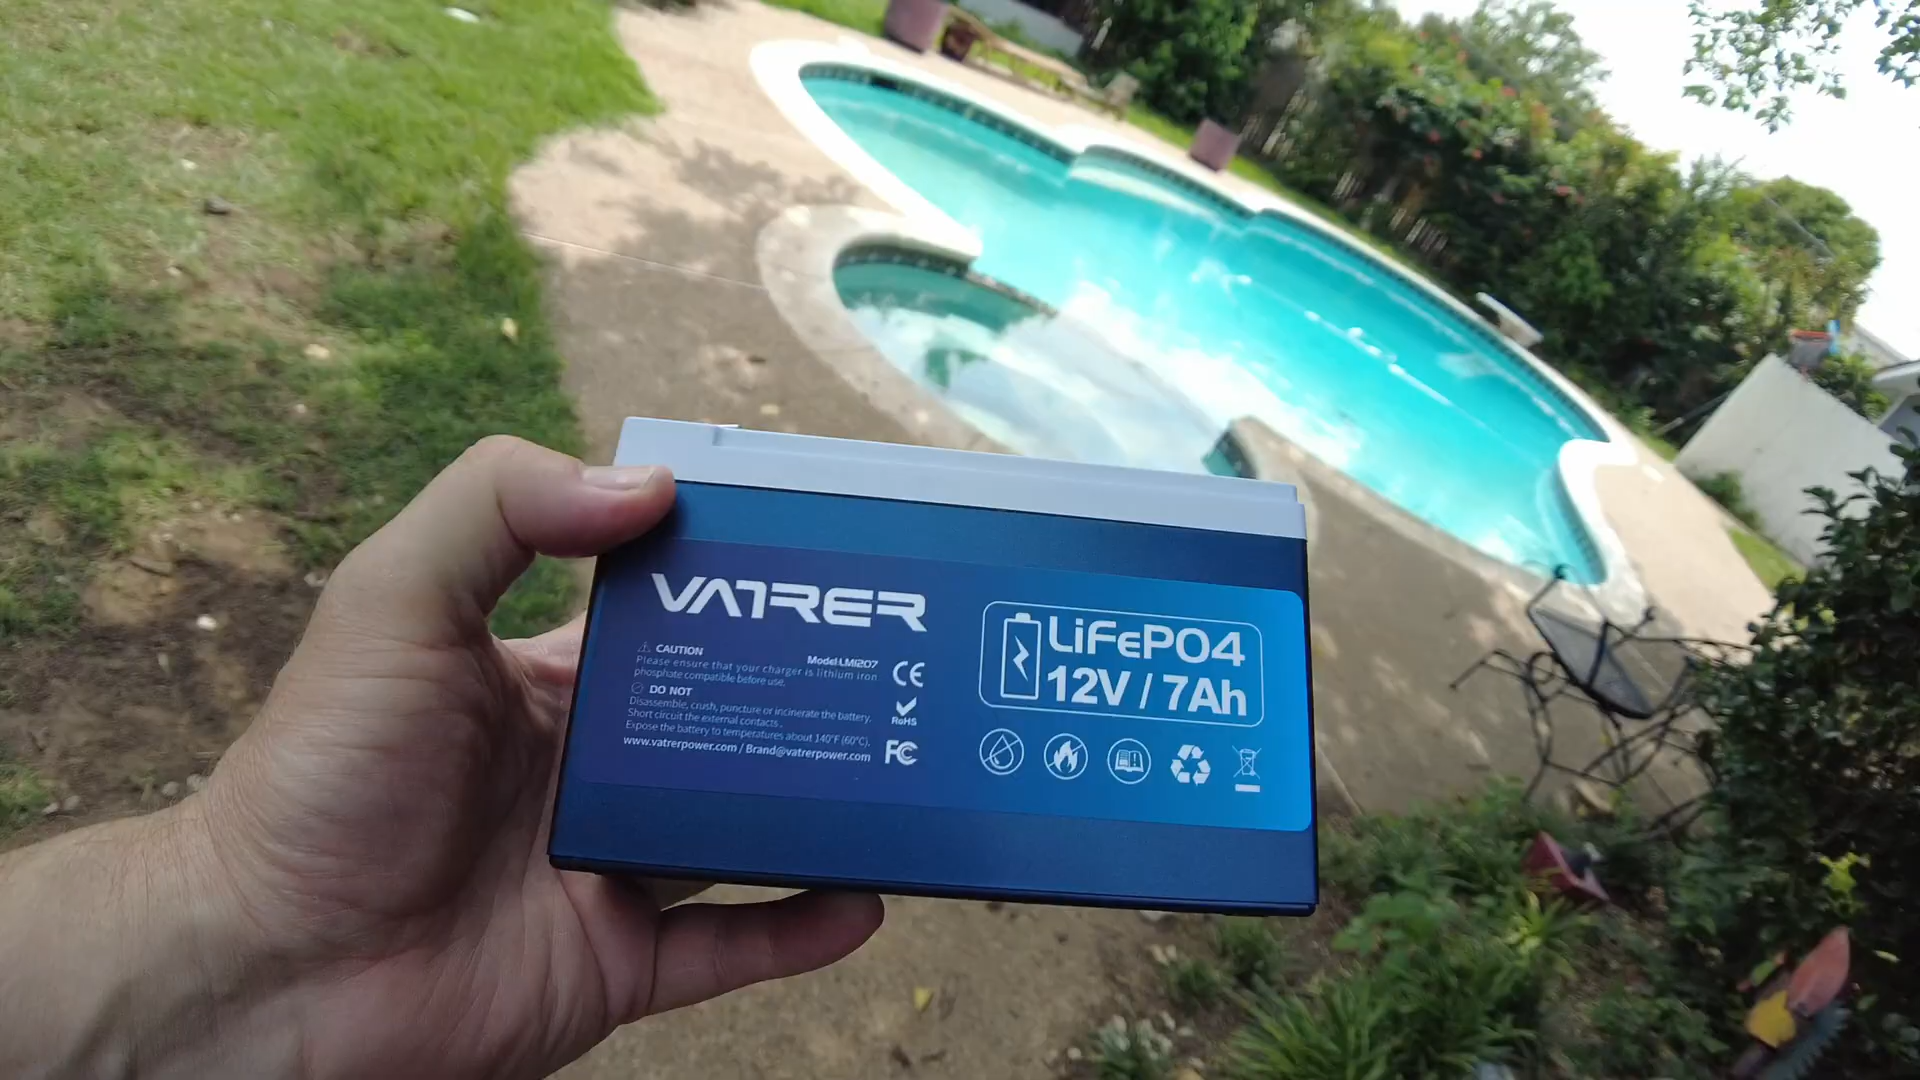 VATRER
CAUTION
Model:LM1207
Please ensure that your charger is lithium iron
phosphate compatible before use.
DO NOT
Disassemble, crush, puncture or incinerate the battery.
Short circuit the external contacts.
Expose the battery to temperatures about 140°F (60°C).
www.vatrerpower.com / Brand@vatrerpower.com
CE
RoHS
FC
LiFePO4
12V / 7Ah